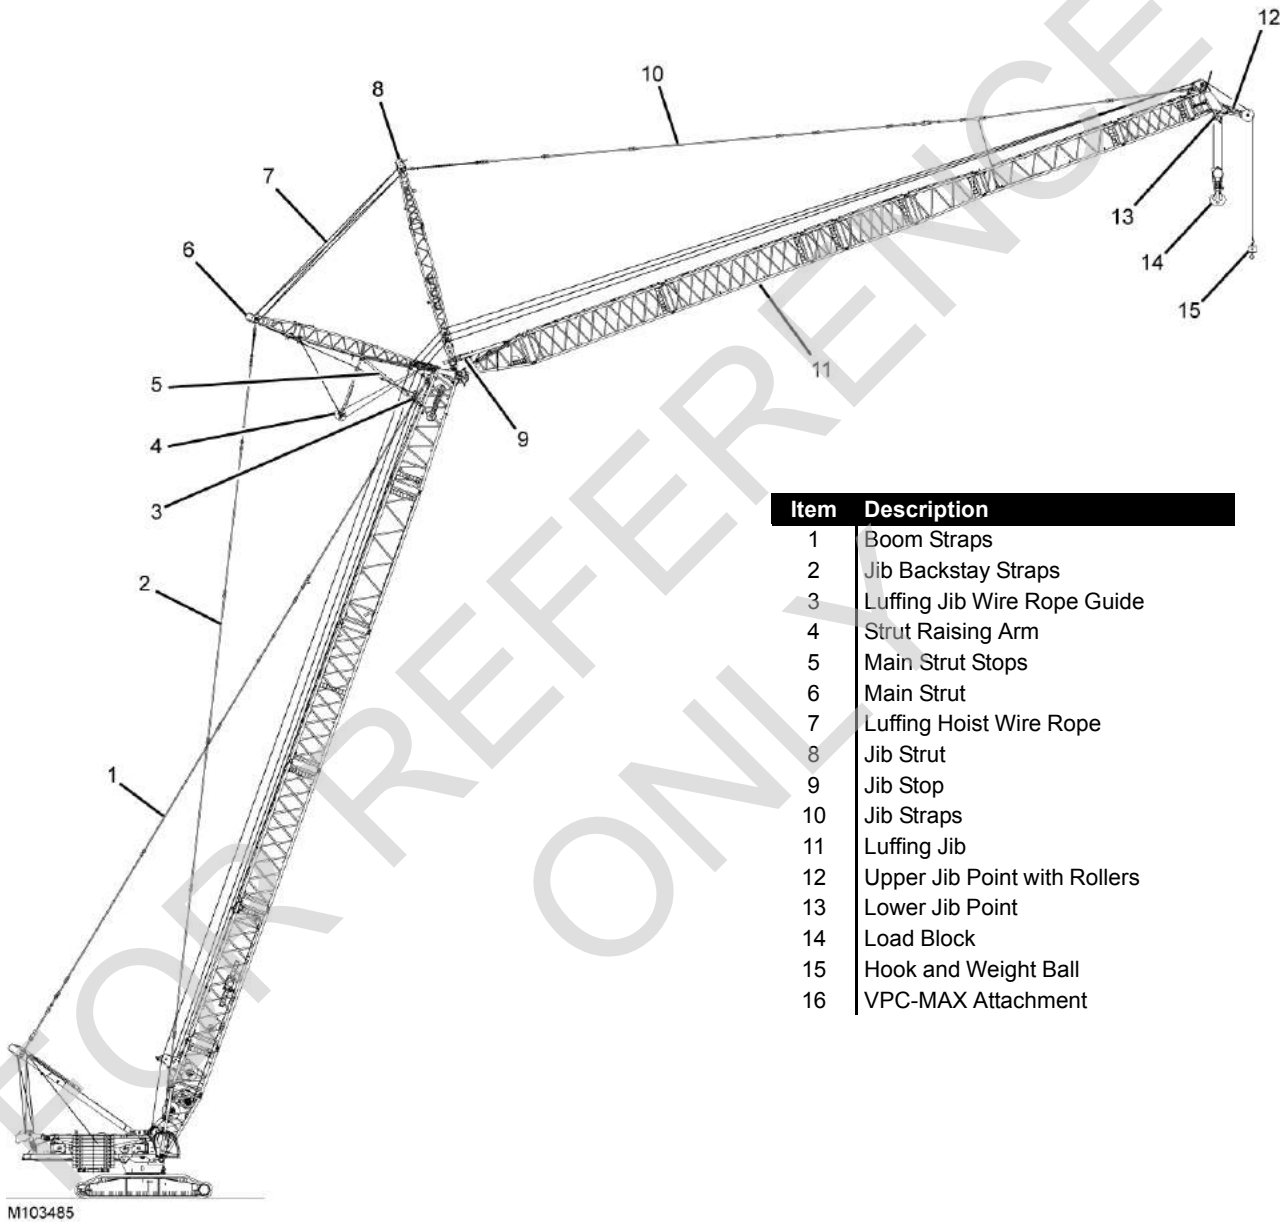 12
10
8
7
6
13
14
15
11
5
4
9
3
2
1
Item Description
1 Boom Straps
2 Jib Backstay Straps
3 Luffing Jib Wire Rope Guide
4 Strut Raising Arm
5 Main Strut Stops
6 Main Strut
7 Luffing Hoist Wire Rope
8 Jib Strut
9 Jib Stop
10 Jib Straps
11 Luffing Jib
12 Upper Jib Point with Rollers
13 Lower Jib Point
14 Load Block
15 Hook and Weight Ball
16 VPC-MAX Attachment
M103485
FOR REFERENCE
ONLY